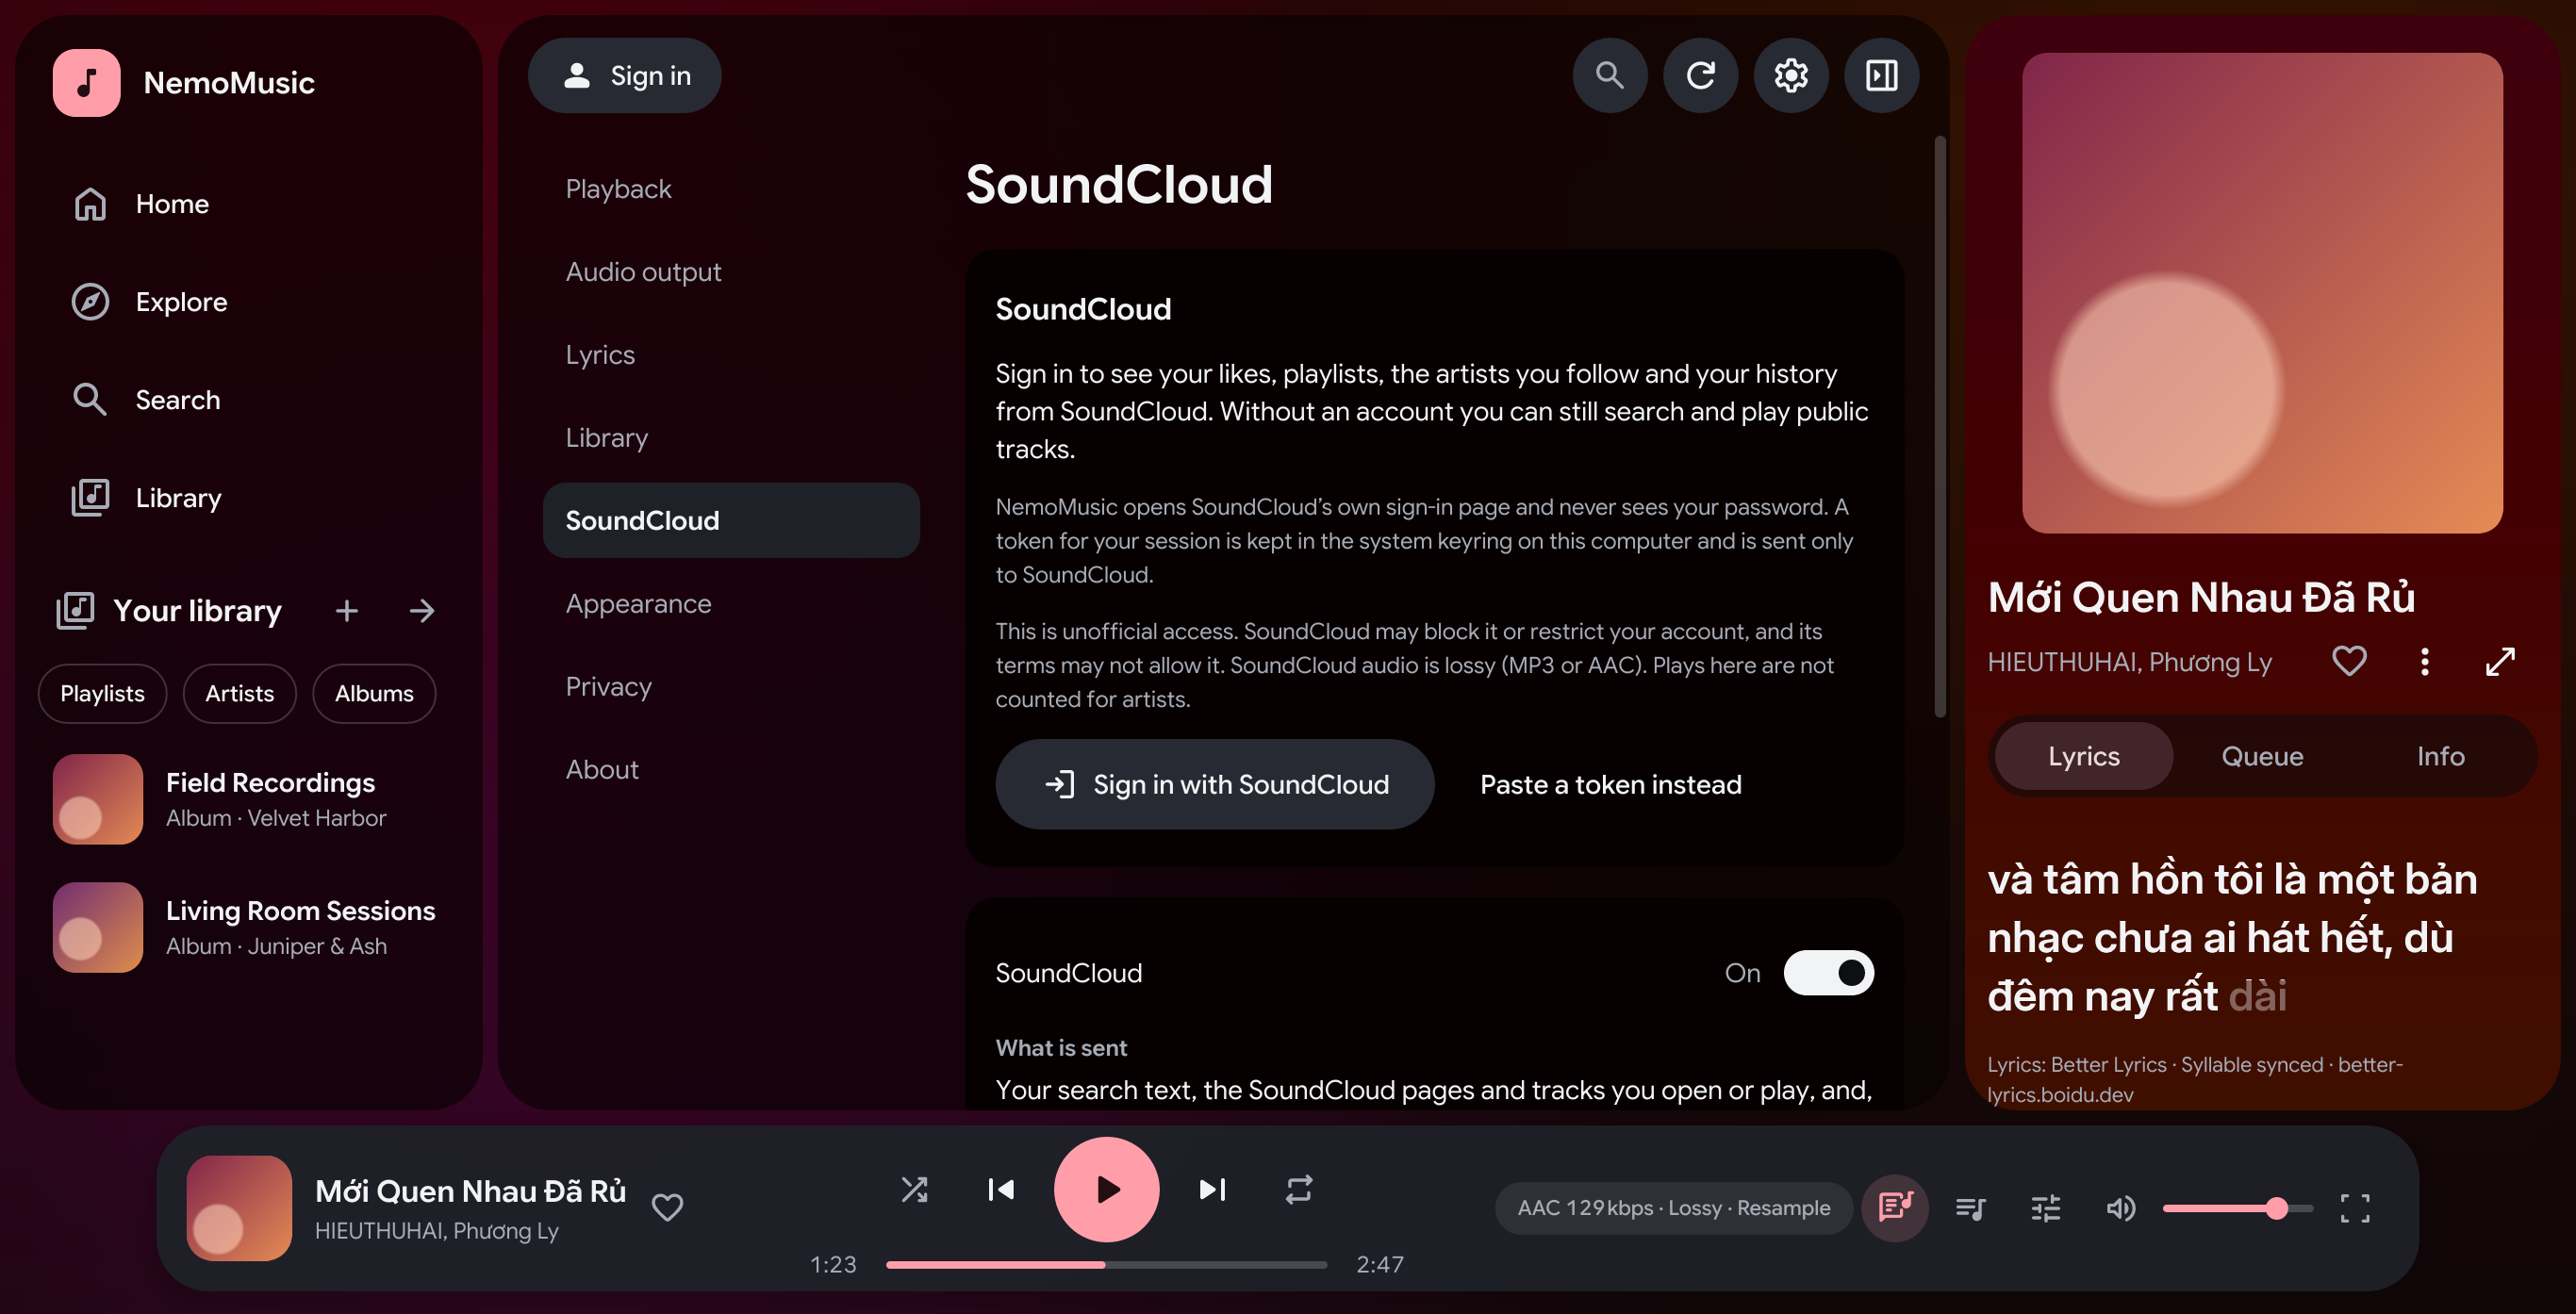 NemoMusic
Home
Explore
Search
Library
Your library
Playlists
Artists
Albums
Field Recordings
Album · Velvet Harbor
Living Room Sessions
Album · Juniper & Ash
Sign in
Playback
Audio output
Lyrics
Library
SoundCloud
Appearance
Privacy
About
SoundCloud
SoundCloud
Sign in to see your likes, playlists, the artists you follow and your history
from SoundCloud. Without an account you can still search and play public
tracks.
NemoMusic opens SoundCloud’s own sign-in page and never sees your password. A
token for your session is kept in the system keyring on this computer and is sent only
to SoundCloud.
This is unofficial access. SoundCloud may block it or restrict your account, and its
terms may not allow it. SoundCloud audio is lossy (MP3 or AAC). Plays here are not
counted for artists.
Sign in with SoundCloud
Paste a token instead
SoundCloud
On
What is sent
Your search text, the SoundCloud pages and tracks you open or play, and,
Mới Quen Nhau Đã Rủ
HIEUTHUHAI, Phương Ly
Lyrics
Queue
Info
và tâm hồn tôi là một bản
nhạc chưa ai hát hết, dù
đêm nay rất dài
Lyrics: Better Lyrics · Syllable synced · better-
lyrics.boidu.dev
Mới Quen Nhau Đã Rủ
HIEUTHUHAI, Phương Ly
1:23
2:47
AAC 129 kbps · Lossy · Resample